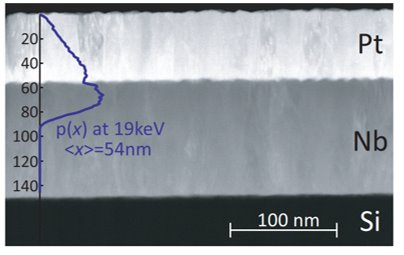 20
Pt
40
60
80
p(x) at 19keV
100
<x>=54nm
Nb
120
140
100 nm
Si